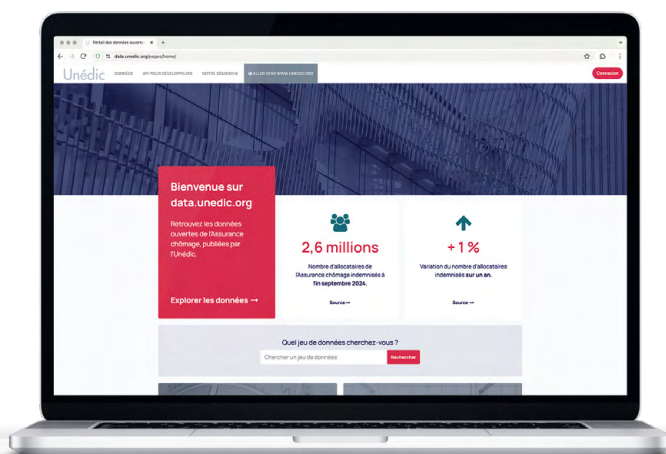 Portail des données ouvertes
data.unedic.org/pages/home/
Unédic DONNÉES API POUR DÉVELOPPEURS NOTRE DÉMARCHE ALLER VERS WWW.UNEDIC.ORG Connexion
Bienvenue sur
data.unedic.org
Retrouvez les données
ouvertes de l'Assurance
chômage, publiées par
l'Unédic.
Explorer les données →
2,6 millions
Nombre d'allocataires de
l'Assurance chômage indemnisés à
fin septembre 2024.
Source →
+ 1 %
Variation du nombre d'allocataires
indemnisés sur un an.
Source →
Quel jeu de données cherchez-vous ?
Chercher un jeu de données Rechercher